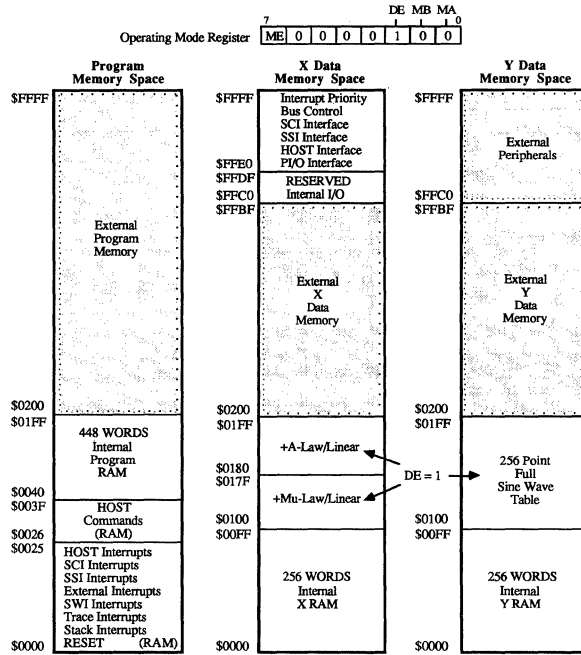 DE MB MA
7 0
Operating Mode Register ME 0 0 0 0 1 0 0
Program
Memory Space
$FFFF
External
Program
Memory
$0200
$01FF
448 WORDS
Internal
Program
RAM
$0040
$003F
HOST
Commands
(RAM)
$0026
$0025
HOST Interrupts
SCI Interrupts
SSI Interrupts
External Interrupts
SWI Interrupts
Trace Interrupts
Stack Interrupts
RESET (RAM)
$0000
X Data
Memory Space
$FFFF
Interrupt Priority
Bus Control
SCI Interface
SSI Interface
HOST Interface
$FFE0
PI/O Interface
$FFDF
RESERVED
Internal I/O
$FFC0
$FFBF
External
X
Data
Memory
$0200
$01FF
+A-Law/Linear
$0180
$017F
+Mu-Law/Linear
$0100
$00FF
256 WORDS
Internal
X RAM
$0000
DE = 1
Y Data
Memory Space
$FFFF
External
Peripherals
$FFC0
$FFBF
External
Y
Data
Memory
$0200
$01FF
256 Point
Full
Sine Wave
Table
$0100
$00FF
256 WORDS
Internal
Y RAM
$0000